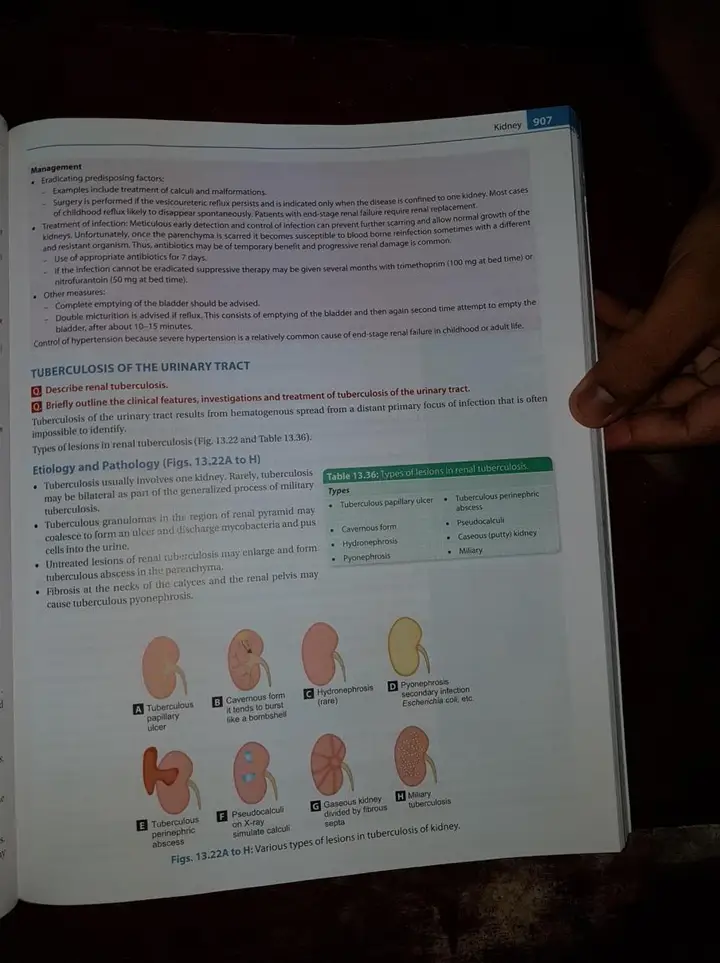 Kidney 907
Management
• Eradicating predisposing factors:
– Examples include treatment of calculi and malformations.
– Surgery is performed if the vesicoureteric reflux persists and is indicated only when the disease is confined to one kidney. Most cases
of childhood reflux likely to disappear spontaneously. Patients with end-stage renal failure require renal replacement.
• Treatment of infection: Meticulous early detection and control of infection can prevent further scarring and allow normal growth of the
kidneys. Unfortunately, once the parenchyma is scarred it becomes susceptible to blood borne reinfection sometimes with a different
and resistant organism. Thus, antibiotics may be of temporary benefit and progressive renal damage is common.
– Use of appropriate antibiotics for 7 days.
– If the infection cannot be eradicated suppressive therapy may be given several months with trimethoprim (100 mg at bed time) or
nitrofurantoin (50 mg at bed time).
• Other measures:
– Complete emptying of the bladder should be advised.
– Double micturition is advised if reflux. This consists of emptying of the bladder and then again second time attempt to empty the
bladder, after about 10–15 minutes.
Control of hypertension because severe hypertension is a relatively common cause of end-stage renal failure in childhood or adult life.
TUBERCULOSIS OF THE URINARY TRACT
Q. Describe renal tuberculosis.
Q. Briefly outline the clinical features, investigations and treatment of tuberculosis of the urinary tract.
Tuberculosis of the urinary tract results from hematogenous spread from a distant primary focus of infection that is often
impossible to identify.
Types of lesions in renal tuberculosis (Fig. 13.22 and Table 13.36).
Etiology and Pathology (Figs. 13.22A to H)
• Tuberculosis usually involves one kidney. Rarely, tuberculosis
may be bilateral as part of the generalized process of military
tuberculosis.
• Tuberculous granulomas in the region of renal pyramid may
coalesce to form an ulcer and discharge mycobacteria and pus
cells into the urine.
• Untreated lesions of renal tuberculosis may enlarge and form
tuberculous abscess in the parenchyma.
• Fibrosis at the necks of the calyces and the renal pelvis may
cause tuberculous pyonephrosis.
Table 13.36: Types of lesions in renal tuberculosis.
Types
• Tuberculous papillary ulcer
• Cavernous form
• Hydronephrosis
• Pyonephrosis
• Tuberculous perinephric
abscess
• Pseudocalculi
• Caseous (putty) kidney
• Miliary
A Tuberculous
papillary
ulcer
B Cavernous form
it tends to burst
like a bombshell
C Hydronephrosis
(rare)
D Pyonephrosis
secondary infection
Escherichia coli, etc.
E Tuberculous
perinephric
abscess
F Pseudocalculi
on X-ray
simulate calculi
G Gaseous kidney
divided by fibrous
septa
H Miliary
tuberculosis
Figs. 13.22A to H: Various types of lesions in tuberculosis of kidney.